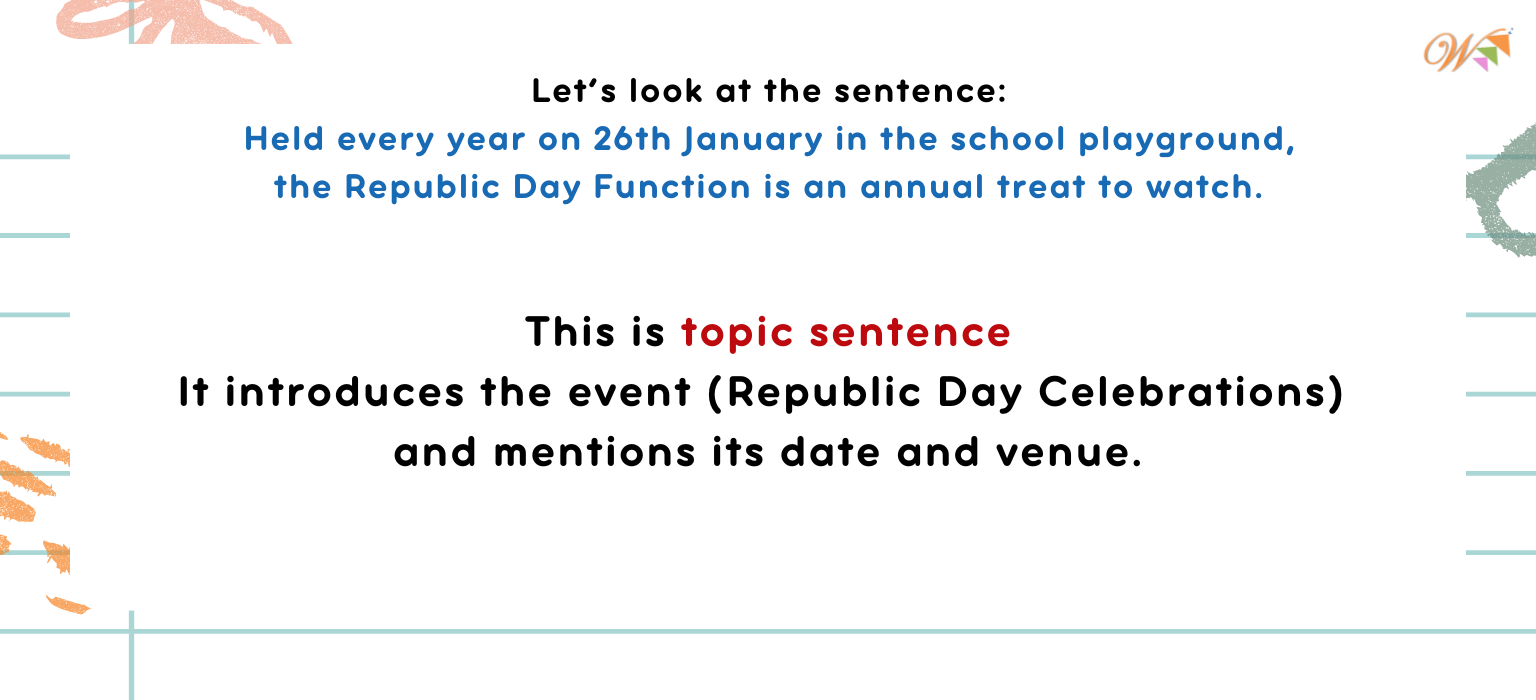 W
Let's look at the sentence:
Held every year on 26th January in the school playground,
the Republic Day Function is an annual treat to watch.
This is topic sentence
It introduces the event (Republic Day Celebrations)
and mentions its date and venue.